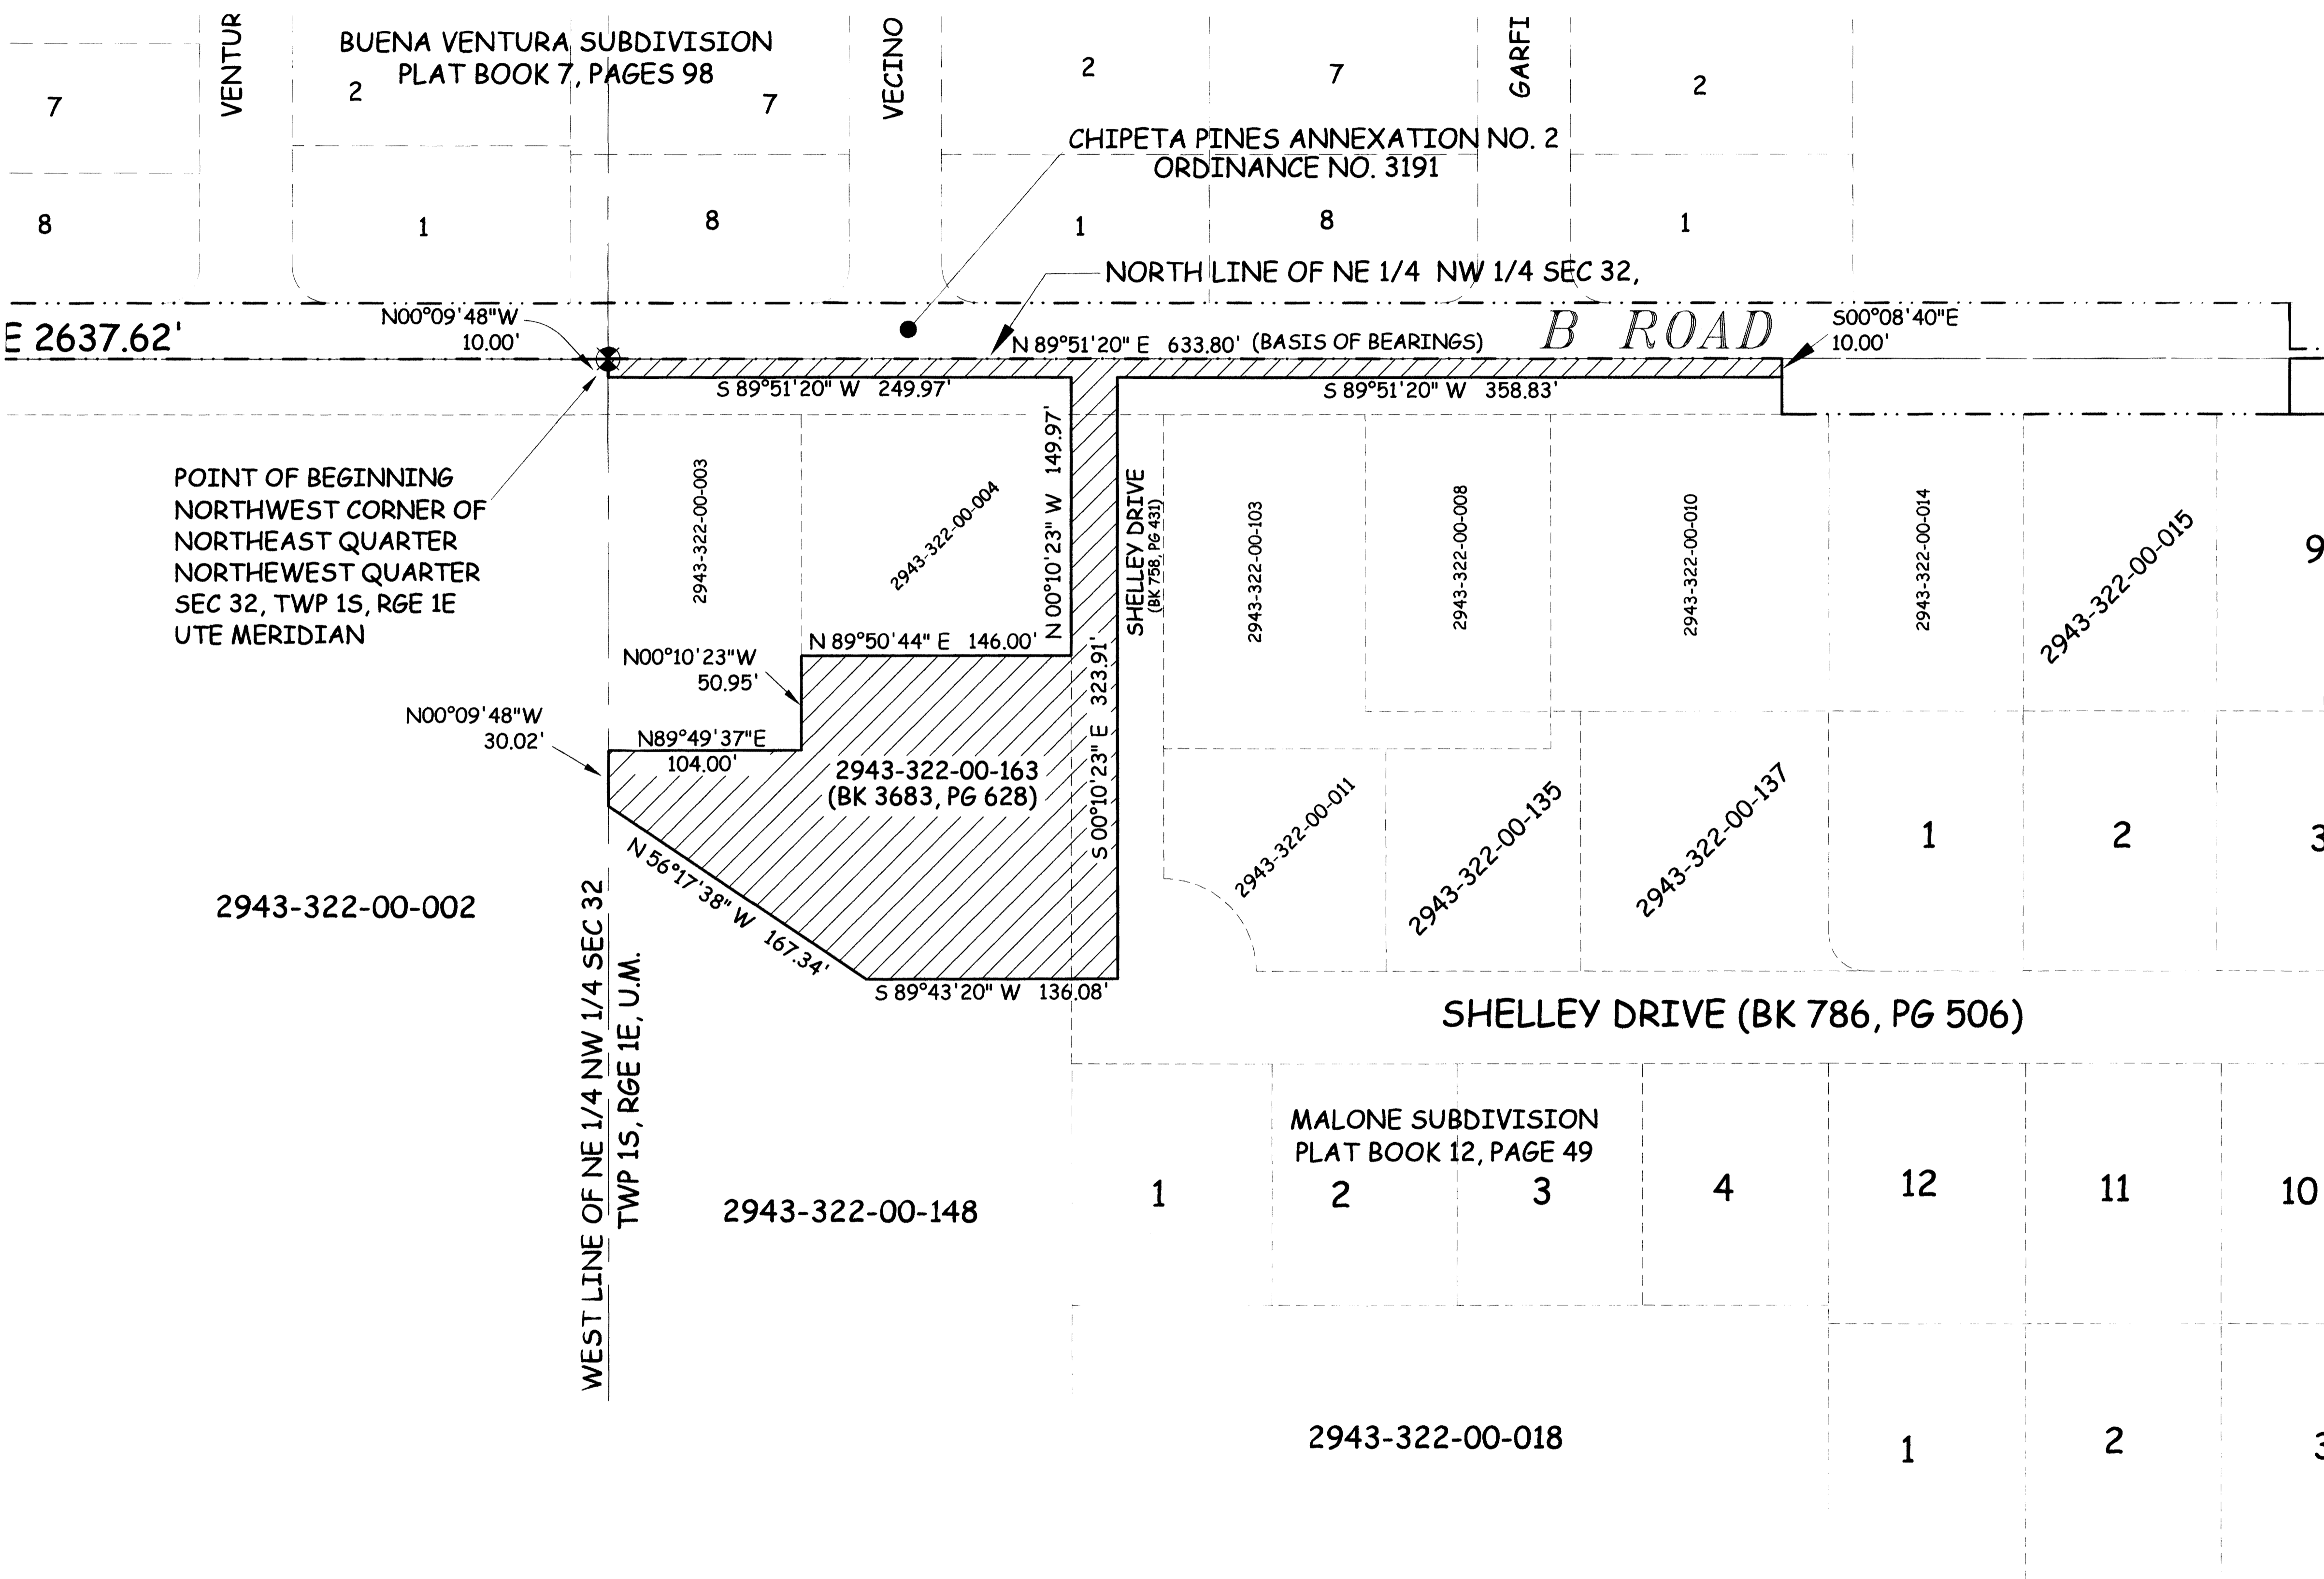 VENTUR
BUENA VENTURA SUBDIVISION
PLAT BOOK 7, PAGES 98
VECINO
GARFI
7
2
7
2
7
2
CHIPETA PINES ANNEXATION NO. 2
ORDINANCE NO. 3191
8
1
8
1
8
1
NORTH LINE OF NE 1/4 NW 1/4 SEC 32,
E 2637.62'
N00°09'48"W
10.00'
N 89°51'20" E 633.80' (BASIS OF BEARINGS)
B ROAD
S00°08'40"E
10.00'
S 89°51'20" W 249.97'
S 89°51'20" W 358.83'
POINT OF BEGINNING
NORTHWEST CORNER OF
NORTHEAST QUARTER
NORTHEWEST QUARTER
SEC 32, TWP 1S, RGE 1E
UTE MERIDIAN
2943-322-00-003
2943-322-00-004
N 00°10'23" W 149.97'
SHELLEY DRIVE
(BK 758, PG 431)
2943-322-00-103
2943-322-00-008
2943-322-00-010
2943-322-00-014
2943-322-00-015
9
N 89°50'44" E 146.00'
N00°10'23"W
50.95'
N00°09'48"W
30.02'
N89°49'37"E
104.00'
2943-322-00-163
(BK 3683, PG 628)
S 00°10'23" E 323.91'
2943-322-00-011
2943-322-00-135
2943-322-00-137
1
2
3
N 56°17'38" W 167.34'
2943-322-00-002
S 89°43'20" W 136.08'
SHELLEY DRIVE (BK 786, PG 506)
WEST LINE OF NE 1/4 NW 1/4 SEC 32
TWP 1S, RGE 1E, U.M.
MALONE SUBDIVISION
PLAT BOOK 12, PAGE 49
2943-322-00-148
1
2
3
4
12
11
10
2943-322-00-018
1
2
3